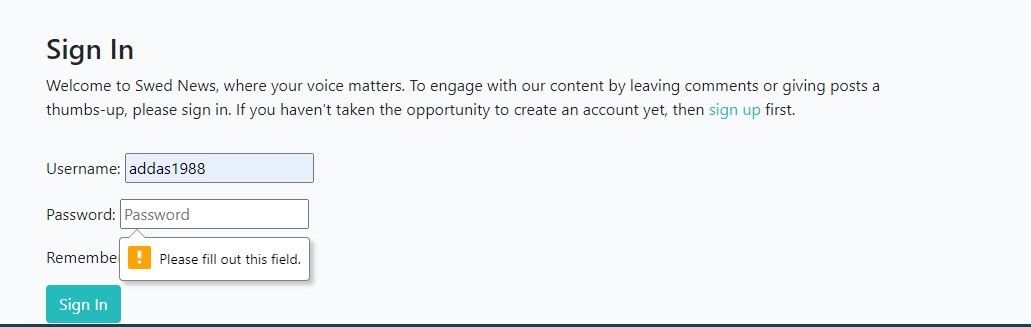 Sign In
Welcome to Swed News, where your voice matters. To engage with our content by leaving comments or giving posts a
thumbs-up, please sign in. If you haven't taken the opportunity to create an account yet, then sign up first.
Username: addas1988
Password: Password
Remember
Please fill out this field.
Sign In